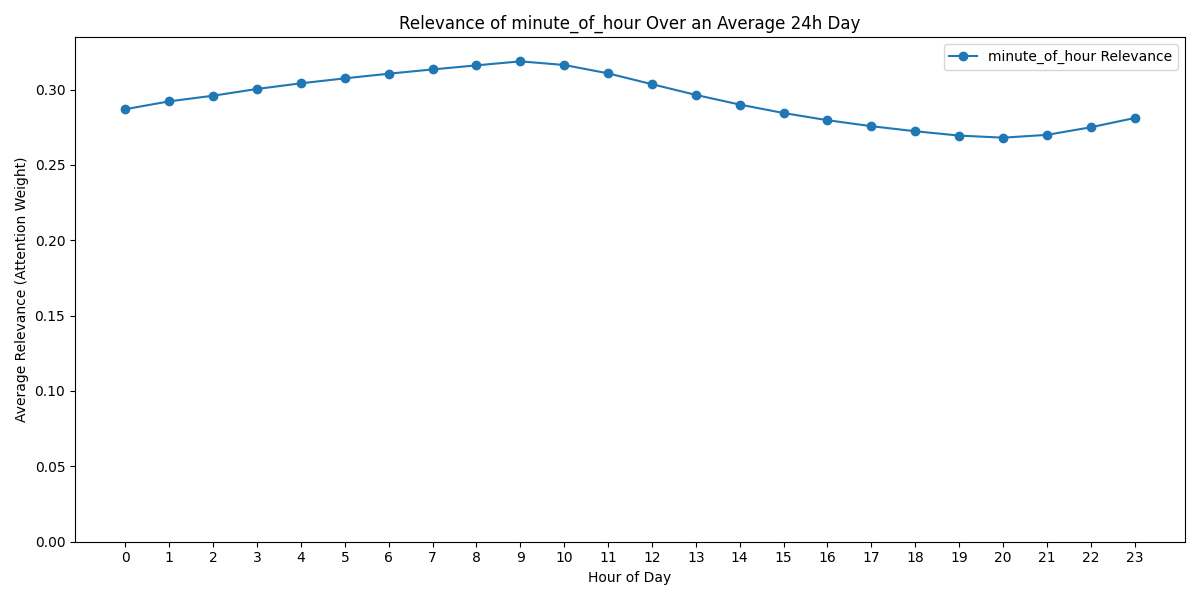 Relevance of minute_of_hour Over an Average 24h Day
minute_of_hour Relevance
Average Relevance (Attention Weight)
0.30
0.25
0.20
0.15
0.10
0.05
0.00
0 1 2 3 4 5 6 7 8 9 10 11 12 13 14 15 16 17 18 19 20 21 22 23
Hour of Day